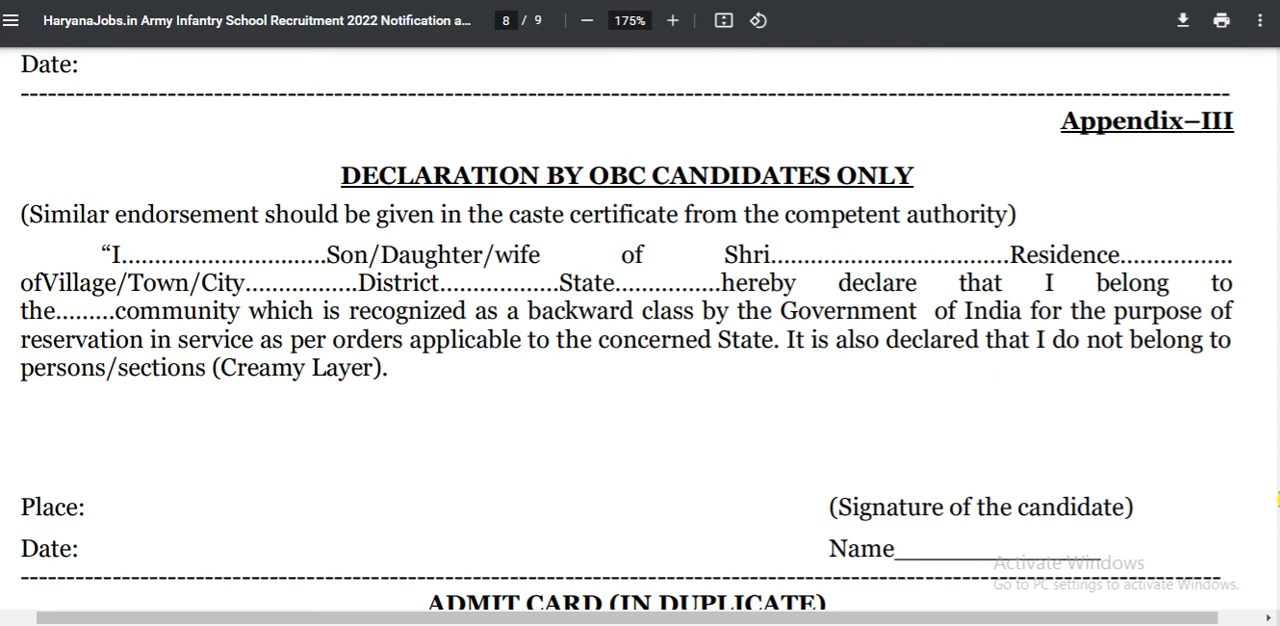 HaryanaJobs.in Army Infantry School Recruitment 2022 Notification a... 8 / 9 175%
Date:
Appendix–III
DECLARATION BY OBC CANDIDATES ONLY
(Similar endorsement should be given in the caste certificate from the competent authority)
“I..............................Son/Daughter/wife of Shri...................................Residence.................
ofVillage/Town/City.................District..................State................hereby declare that I belong to
the.........community which is recognized as a backward class by the Government of India for the purpose of
reservation in service as per orders applicable to the concerned State. It is also declared that I do not belong to
persons/sections (Creamy Layer).
Place: (Signature of the candidate)
Date: Name_________________
Activate Windows
Go to PC settings to activate Windows.
ADMIT CARD (IN DUPLICATE)